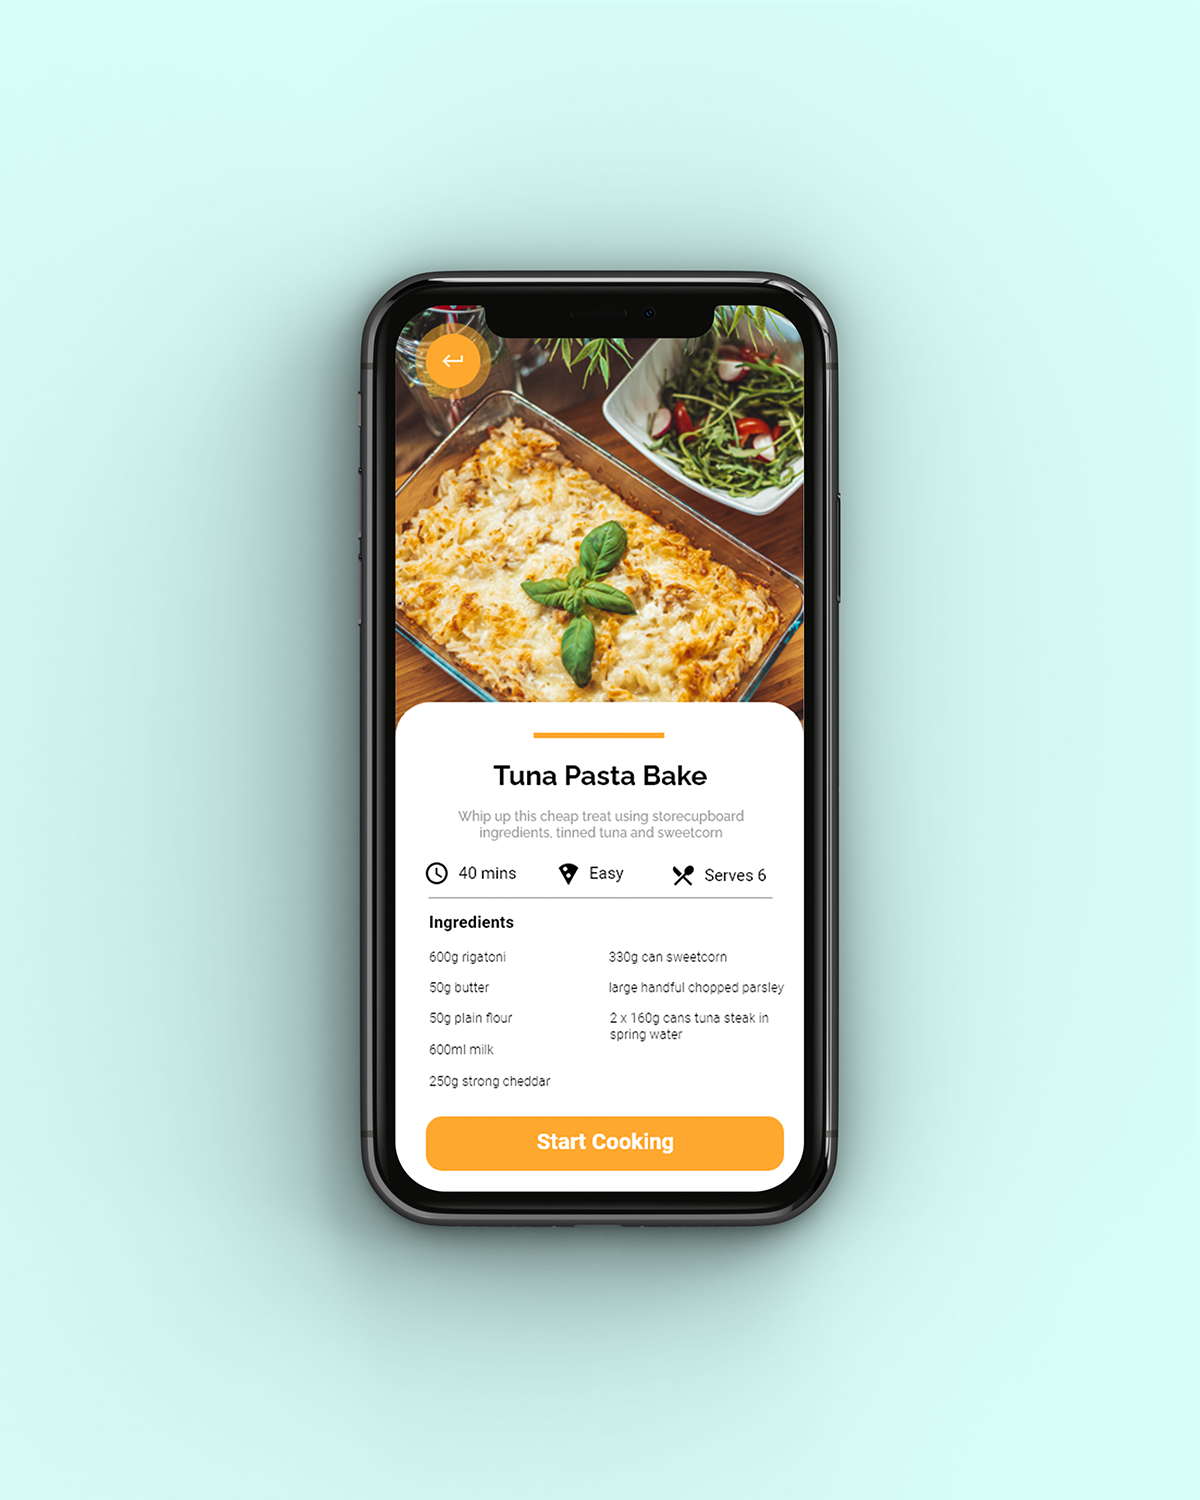 Tuna Pasta Bake
Whip up this cheap treat using storecupboard
ingredients, tinned tuna and sweetcorn
40 mins
Easy
Serves 6
Ingredients
600g rigatoni
50g butter
50g plain flour
600ml milk
250g strong cheddar
330g can sweetcorn
large handful chopped parsley
2 x 160g cans tuna steak in
spring water
Start Cooking